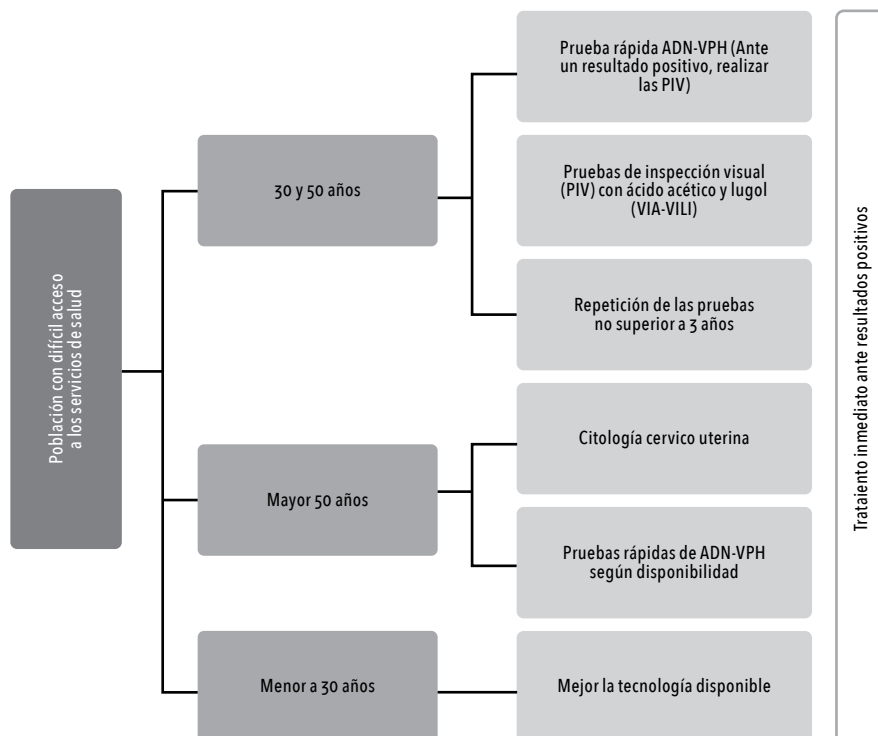 Población con difícil acceso
a los servicios de salud
30 y 50 años
Prueba rápida ADN-VPH (Ante
un resultado positivo, realizar
las PIV)
Pruebas de inspección visual
(PIV) con ácido acético y lugol
(VIA-VILI)
Repetición de las pruebas
no superior a 3 años
Mayor 50 años
Citología cervico uterina
Pruebas rápidas de ADN-VPH
según disponibilidad
Menor a 30 años
Mejor la tecnología disponible
Trataiento inmediato ante resultados positivos